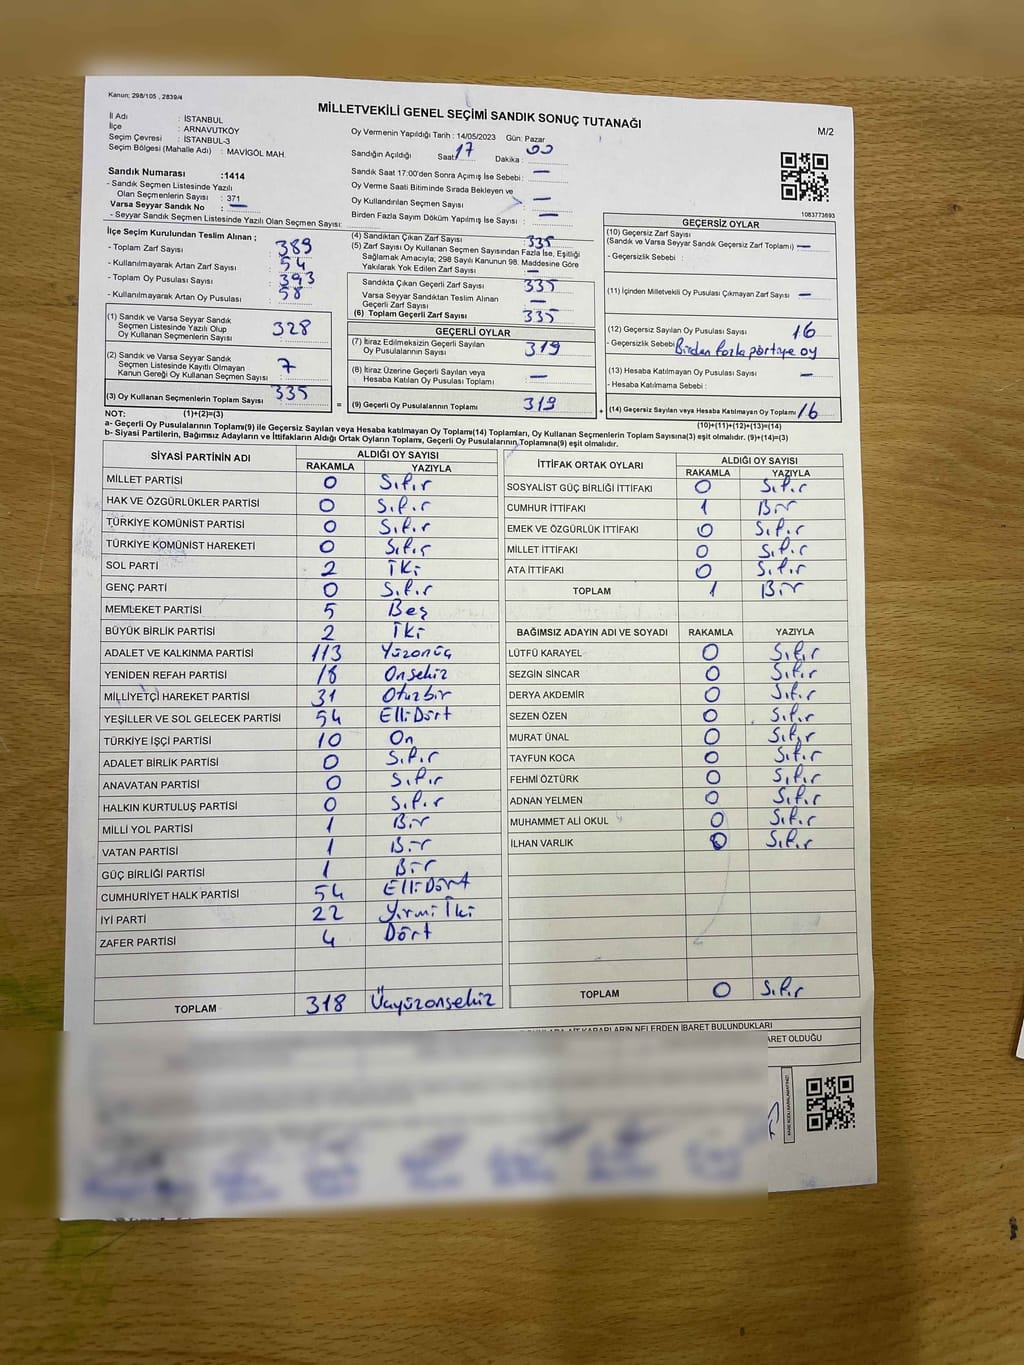 Kanun; 298/105 , 2839/4
MİLLETVEKİLİ GENEL SEÇİMİ SANDIK SONUÇ TUTANAĞI
M/2
İl Adı : İSTANBUL
İlçe : ARNAVUTKÖY
Seçim Çevresi : İSTANBUL-3
Seçim Bölgesi (Mahalle Adı) : MAVİGÖL MAH.
Oy Vermenin Yapıldığı Tarih : 14/05/2023 Gün: Pazar
Sandığın Açıldığı Saat: 17 Dakika : 00
Sandık Saat 17:00'den Sonra Açımış İse Sebebi : —
Oy Verme Saati Bitiminde Sırada Bekleyen ve
Oy Kullandırılan Seçmen Sayısı : —
Birden Fazla Sayım Döküm Yapılmış İse Sayısı : —
Sandık Numarası :1414
- Sandık Seçmen Listesinde Yazılı
Olan Seçmenlerin Sayısı : 371
Varsa Seyyar Sandık No : —
- Seyyar Sandık Seçmen Listesinde Yazılı Olan Seçmen Sayısı:
1083773693
İlçe Seçim Kurulundan Teslim Alınan ;
- Toplam Zarf Sayısı : 389
- Kullanılmayarak Artan Zarf Sayısı : 54
- Toplam Oy Pusulası Sayısı : 393
- Kullanılmayarak Artan Oy Pusulası : 58
(1) Sandık ve Varsa Seyyar Sandık
Seçmen Listesinde Yazılı Olup
Oy Kullanan Seçmenlerin Sayısı : 328
(2) Sandık ve Varsa Seyyar Sandık
Seçmen Listesinde Kayıtlı Olmayan
Kanun Gereği Oy Kullanan Seçmen Sayısı : 7
(3) Oy Kullanan Seçmenlerin Toplam Sayısı 335
(4) Sandıktan Çıkan Zarf Sayısı 335
(5) Zarf Sayısı Oy Kullanan Seçmen Sayısından Fazla İse, Eşitliği
Sağlamak Amacıyla; 298 Sayılı Kanunun 98. Maddesine Göre
Yakılarak Yok Edilen Zarf Sayısı : —
Sandıkta Çıkan Geçerli Zarf Sayısı 335
Varsa Seyyar Sandıktan Teslim Alınan
Geçerli Zarf Sayısı —
(6) Toplam Geçerli Zarf Sayısı 335
GEÇERLİ OYLAR
(7) İtiraz Edilmeksizin Geçerli Sayılan
Oy Pusulalarının Sayısı 319
(8) İtiraz Üzerine Geçerli Sayılan veya
Hesaba Katılan Oy Pusulası Toplamı —
= (9) Geçerli Oy Pusulalarının Toplamı 319 +
GEÇERSİZ OYLAR
(10) Geçersiz Zarf Sayısı
(Sandık ve Varsa Seyyar Sandık Geçersiz Zarf Toplamı) —
- Geçersizlik Sebebi :
(11) İçinden Milletvekili Oy Pusulası Çıkmayan Zarf Sayısı —
(12) Geçersiz Sayılan Oy Pusulası Sayısı 16
- Geçersizlik Sebebi Birden fazla partiye oy
(13) Hesaba Katılmayan Oy Pusulası Sayısı —
- Hesaba Katılmama Sebebi :
(14) Geçersiz Sayılan veya Hesaba Katılmayan Oy Toplamı 16
NOT: (1)+(2)=(3) (10)+(11)+(12)+(13)=(14)
a- Geçerli Oy Pusulalarının Toplamı(9) ile Geçersiz Sayılan veya Hesaba katılmayan Oy Toplamı(14) Toplamları, Oy Kullanan Seçmenlerin Toplam Sayısına(3) eşit olmalıdır. (9)+(14)=(3)
b- Siyasi Partilerin, Bağımsız Adayların ve İttifakların Aldığı Ortak Oyların Toplamı, Geçerli Oy Pusulalarının Toplamına(9) eşit olmalıdır.
SİYASİ PARTİNİN ADI ALDIĞI OY SAYISI
RAKAMLA YAZIYLA
MİLLET PARTİSİ 0 Sıfır
HAK VE ÖZGÜRLÜKLER PARTİSİ 0 Sıfır
TÜRKİYE KOMÜNİST PARTİSİ 0 Sıfır
TÜRKİYE KOMÜNİST HAREKETİ 0 Sıfır
SOL PARTİ 2 İki
GENÇ PARTİ 0 Sıfır
MEMLEKET PARTİSİ 5 Beş
BÜYÜK BİRLİK PARTİSİ 2 İki
ADALET VE KALKINMA PARTİSİ 113 Yüzonüç
YENİDEN REFAH PARTİSİ 18 Onsekiz
MİLLİYETÇİ HAREKET PARTİSİ 31 Otuzbir
YEŞİLLER VE SOL GELECEK PARTİSİ 54 Elli Dört
TÜRKİYE İŞÇİ PARTİSİ 10 On
ADALET BİRLİK PARTİSİ 0 Sıfır
ANAVATAN PARTİSİ 0 Sıfır
HALKIN KURTULUŞ PARTİSİ 0 Sıfır
MİLLİ YOL PARTİSİ 1 Bir
VATAN PARTİSİ 1 Bir
GÜÇ BİRLİĞİ PARTİSİ 1 Bir
CUMHURİYET HALK PARTİSİ 54 Elli Dört
İYİ PARTİ 22 Yirmi İki
ZAFER PARTİSİ 4 Dört
TOPLAM 318 Üçyüzonsekiz
İTTİFAK ORTAK OYLARI ALDIĞI OY SAYISI
RAKAMLA YAZIYLA
SOSYALİST GÜÇ BİRLİĞİ İTTİFAKI 0 Sıfır
CUMHUR İTTİFAKI 1 Bir
EMEK VE ÖZGÜRLÜK İTTİFAKI 0 Sıfır
MİLLET İTTİFAKI 0 Sıfır
ATA İTTİFAKI 0 Sıfır
TOPLAM 1 Bir
BAĞIMSIZ ADAYIN ADI VE SOYADI RAKAMLA YAZIYLA
LÜTFÜ KARAYEL 0 Sıfır
SEZGİN SİNCAR 0 Sıfır
DERYA AKDEMİR 0 Sıfır
SEZEN ÖZEN 0 Sıfır
MURAT ÜNAL 0 Sıfır
TAYFUN KOCA 0 Sıfır
FEHMİ ÖZTÜRK 0 Sıfır
ADNAN YELMEN 0 Sıfır
MUHAMMET ALİ OKUL 0 Sıfır
İLHAN VARLIK 0 Sıfır
TOPLAM 0 Sıfır
KARARLARIN NELERDEN İBARET BULUNDUKLARI
ARET OLDUĞU